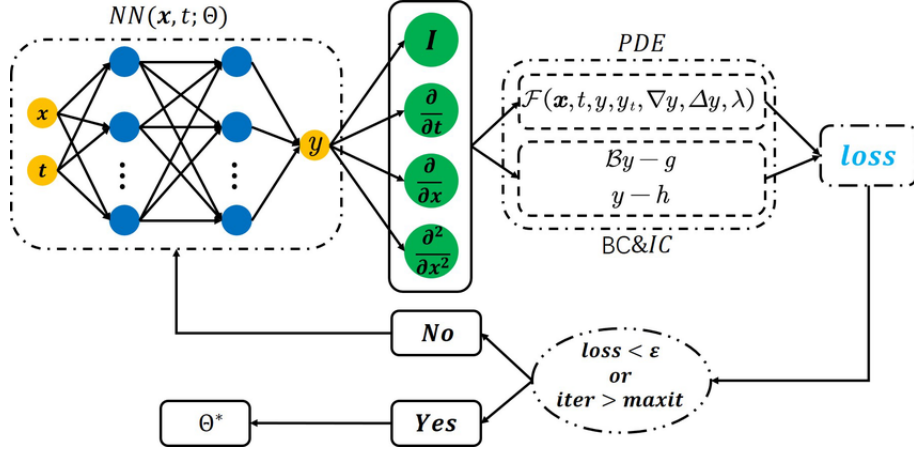 NN(x, t; Θ)
x
t
⋮
⋮
y
I
∂/∂t
∂/∂x
∂²/∂x²
PDE
ℱ(x, t, y, y_t, ∇y, Δy, λ)
ℬy − g
y − h
BC&IC
loss
loss < ε
or
iter > maxit
No
Yes
Θ*